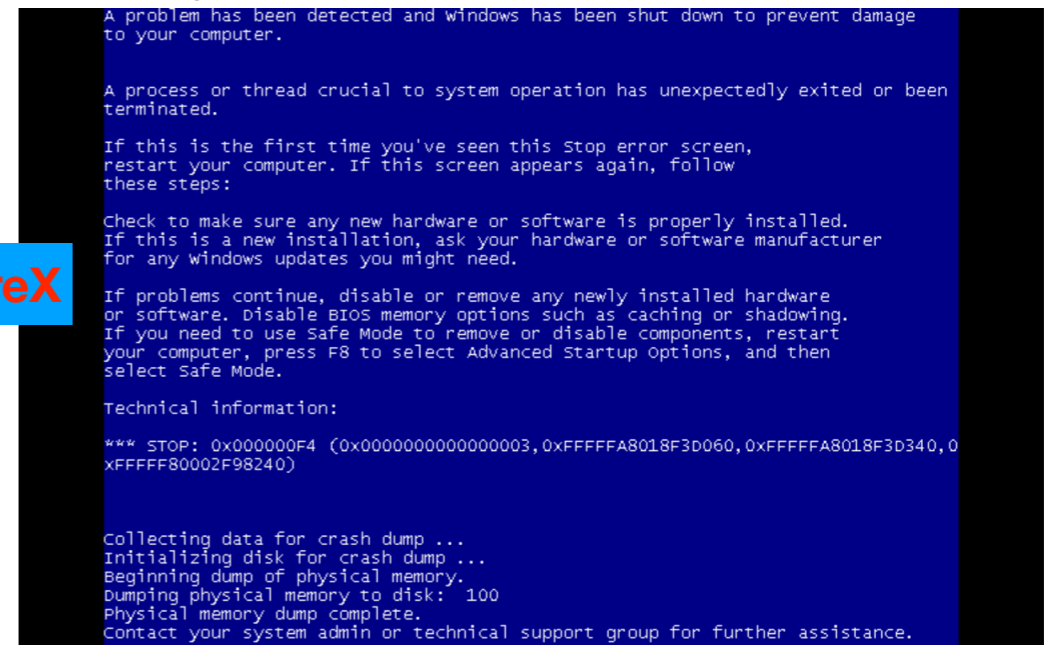 A problem has been detected and Windows has been shut down to prevent damage
to your computer.
A process or thread crucial to system operation has unexpectedly exited or been
terminated.
If this is the first time you've seen this Stop error screen,
restart your computer. If this screen appears again, follow
these steps:
Check to make sure any new hardware or software is properly installed.
If this is a new installation, ask your hardware or software manufacturer
for any Windows updates you might need.
If problems continue, disable or remove any newly installed hardware
or software. Disable BIOS memory options such as caching or shadowing.
If you need to use Safe Mode to remove or disable components, restart
your computer, press F8 to select Advanced Startup Options, and then
select Safe Mode.
Technical information:
*** STOP: 0x000000F4 (0x0000000000000003,0xFFFFFA8018F3D060,0xFFFFFA8018F3D340,0
xFFFFF80002F98240)
Collecting data for crash dump ...
Initializing disk for crash dump ...
Beginning dump of physical memory.
Dumping physical memory to disk: 100
Physical memory dump complete.
Contact your system admin or technical support group for further assistance.